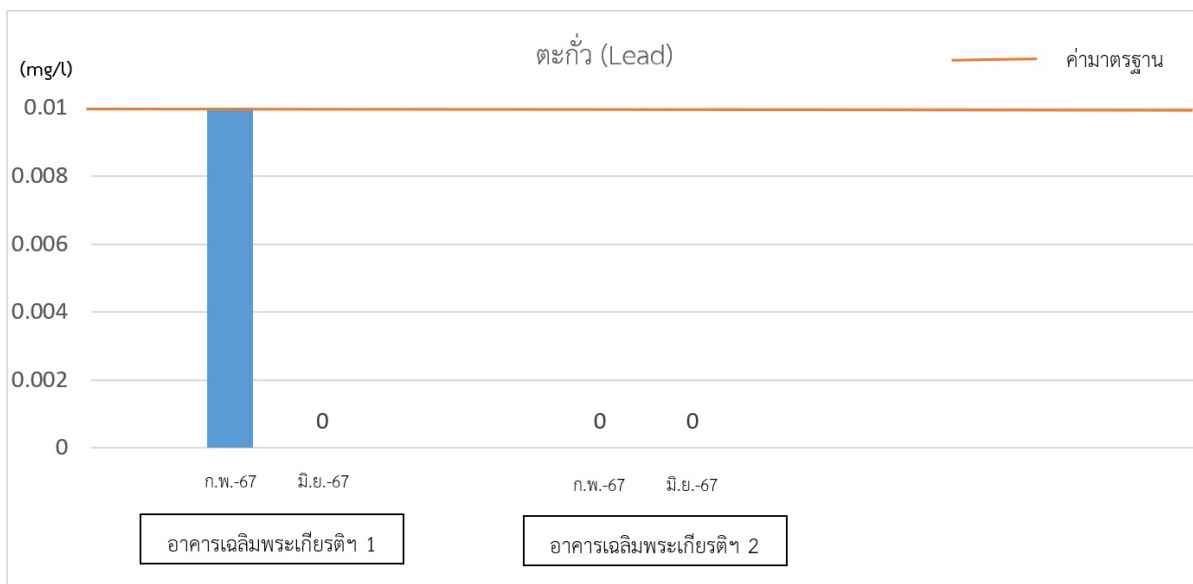 ตะกั่ว (Lead)
ค่ามาตรฐาน
(mg/l)
0.01
0.008
0.006
0.004
0.002
0
0
0
0
ก.พ.-67
มิ.ย.-67
ก.พ.-67
มิ.ย.-67
อาคารเฉลิมพระเกียรติฯ 1
อาคารเฉลิมพระเกียรติฯ 2